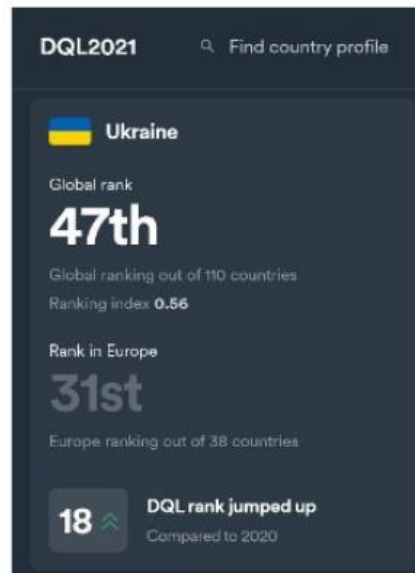 DQL2021 Find country profile
Ukraine
Global rank
47th
Global ranking out of 110 countries
Ranking index 0.56
Rank in Europe
31st
Europe ranking out of 38 countries
18 DQL rank jumped up
Compared to 2020